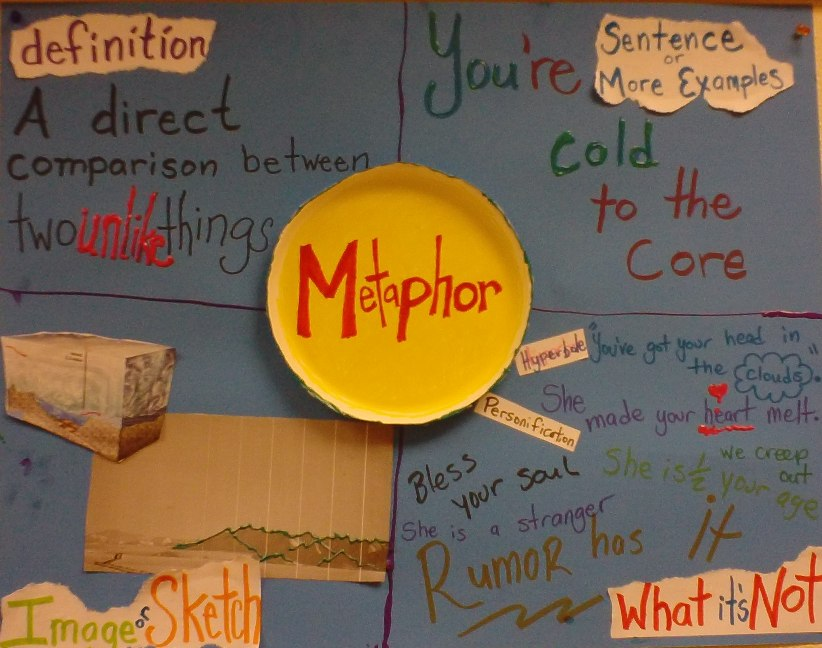 definition
A direct
comparison between
two unlike things
You're
Sentence
or
More Examples
cold
to the
Core
Metaphor
Hyperbole
"You've got your head in
the clouds."
Personification
She
made your heart melt.
Bless
your soul
She is 1/2 your age
we creep
out
She is a stranger
Rumor has it
Image or Sketch
What it's Not